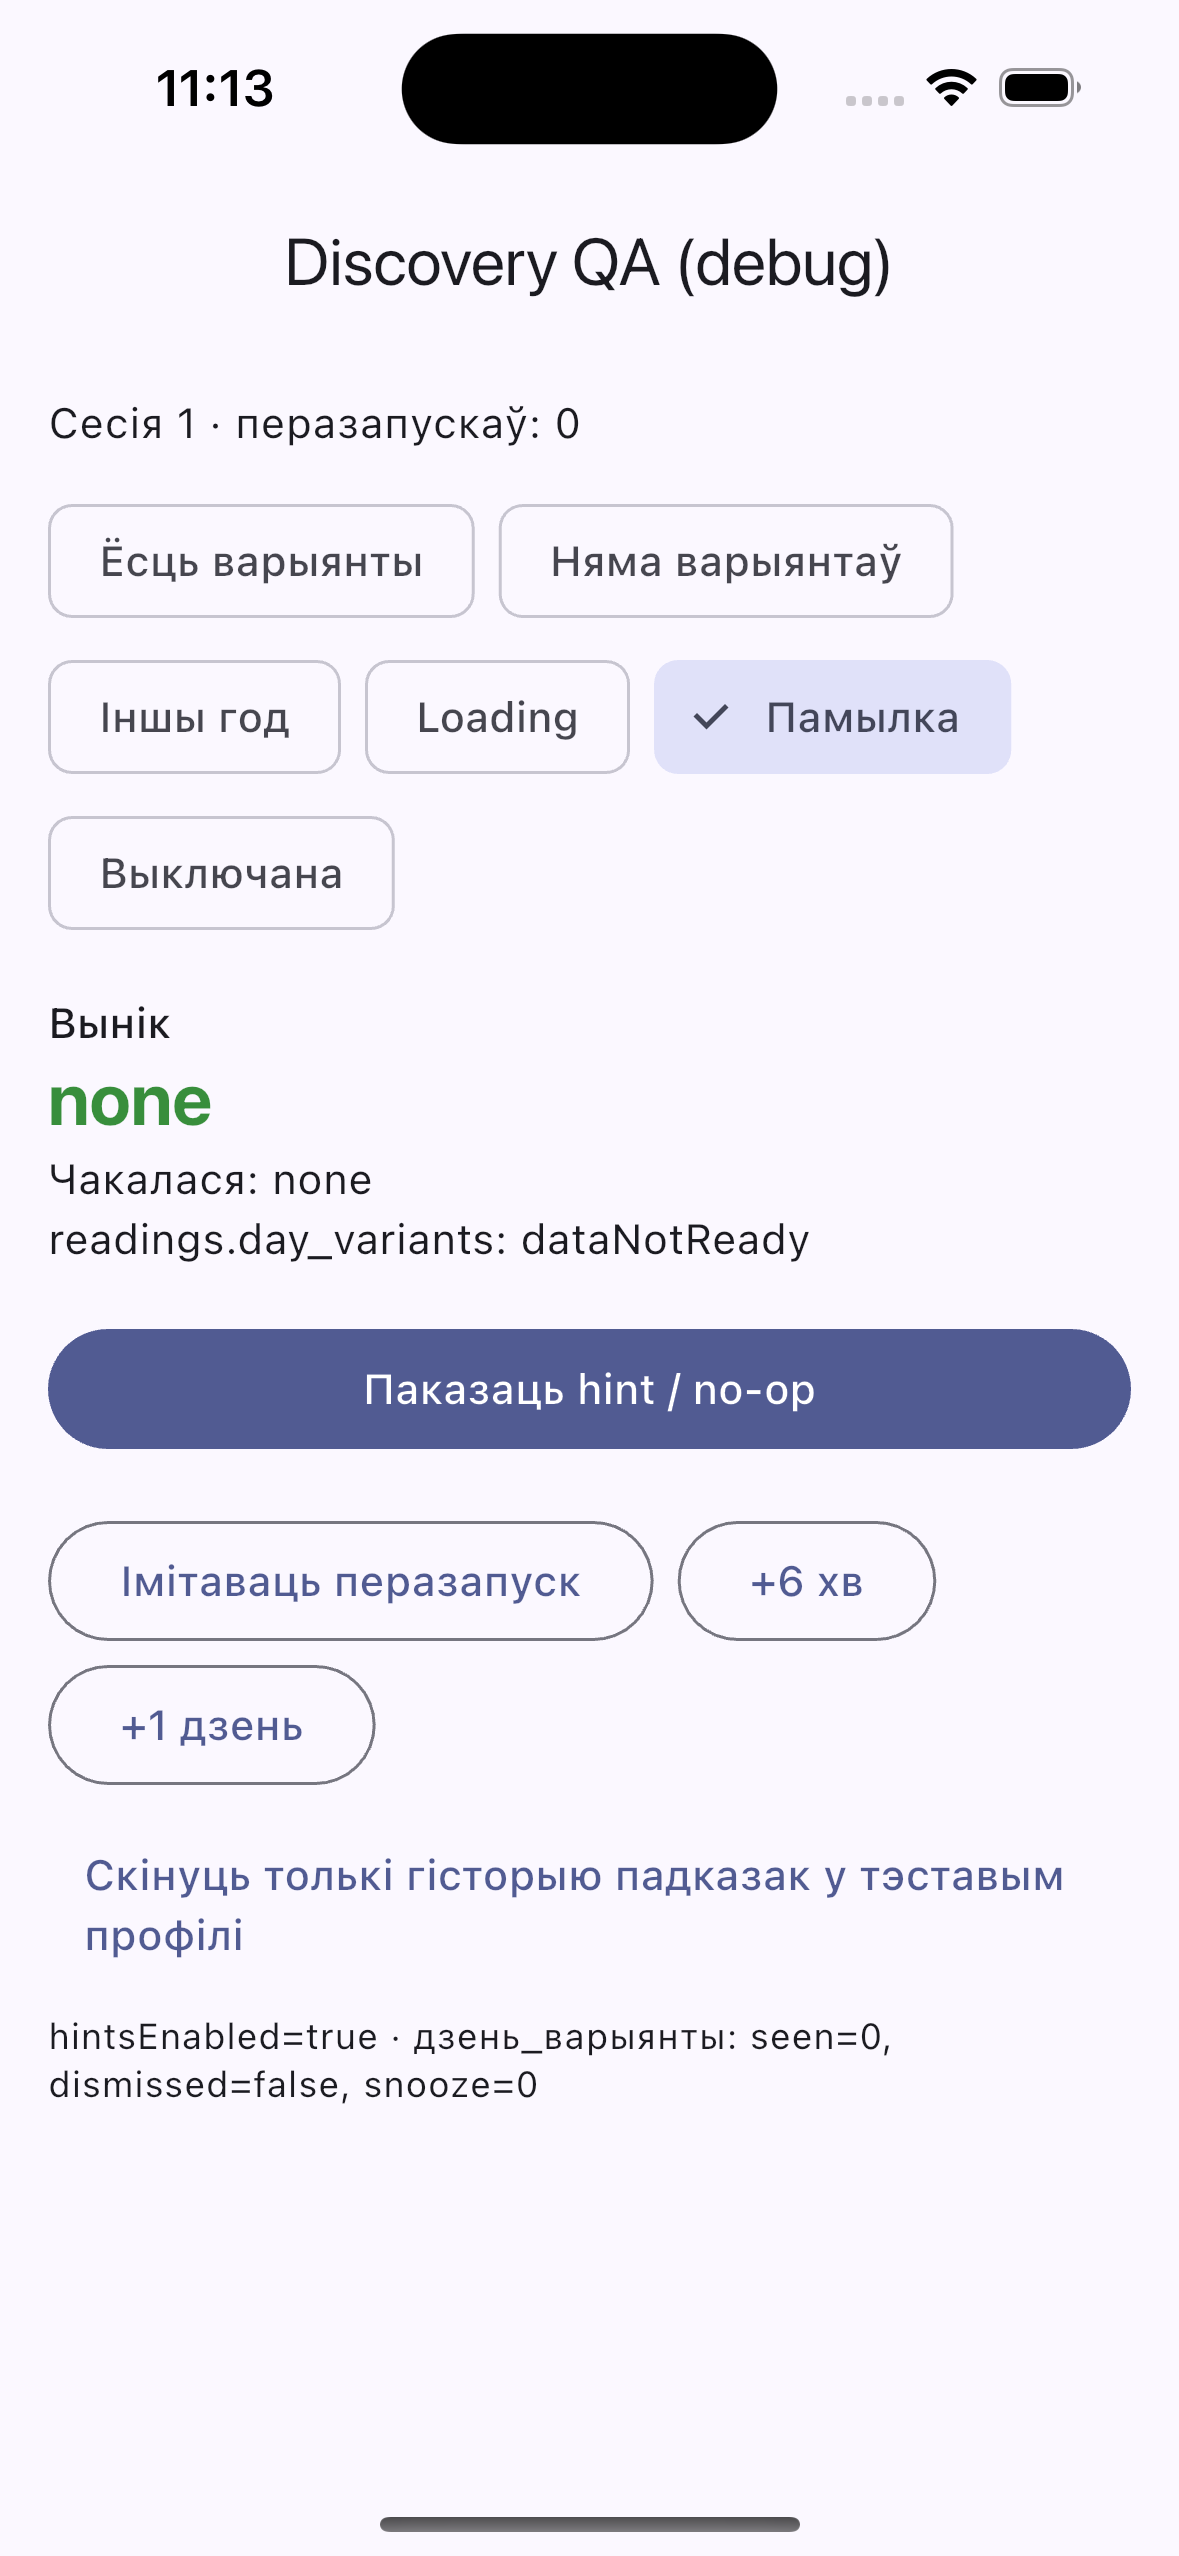 11:13
Discovery QA (debug)
Сесія 1 · перазапускаў: 0
Ёсць варыянты
Няма варыянтаў
Іншы год
Loading
Памылка
Выключана
Вынік
none
Чакалася: none
readings.day_variants: dataNotReady
Паказаць hint / no-op
Імітаваць перазапуск
+6 хв
+1 дзень
Скінуць толькі гісторыю падказак у тэставым
профілі
hintsEnabled=true · дзень_варыянты: seen=0,
dismissed=false, snooze=0